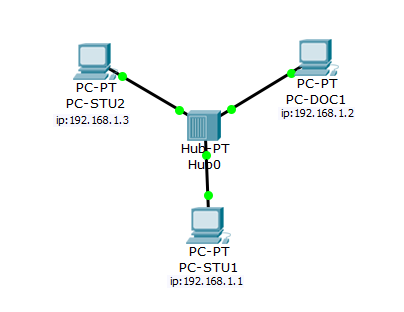 PC-PT
PC-STU2
ip:192.168.1.3
PC-PT
PC-DOC1
ip:192.168.1.2
Hub-PT
Hub0
PC-PT
PC-STU1
ip:192.168.1.1